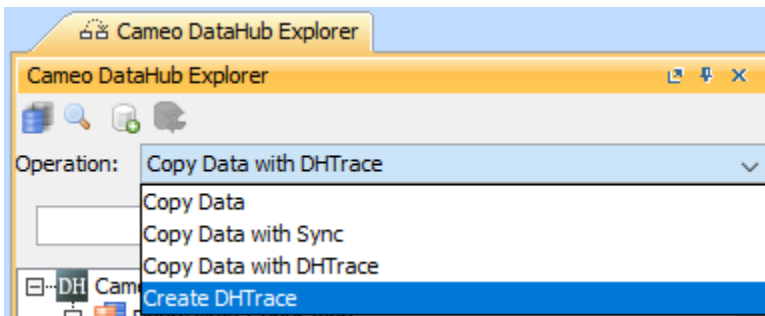 Cameo DataHub Explorer
Cameo DataHub Explorer
Operation: Copy Data with DHTrace
Copy Data
Copy Data with Sync
Copy Data with DHTrace
DH Cam
Create DHTrace